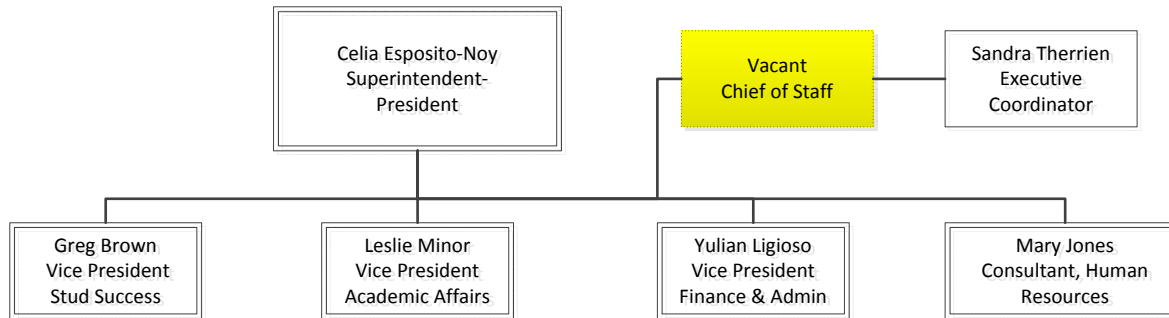 Celia Esposito-Noy
Superintendent-
President
Vacant
Chief of Staff
Sandra Therrien
Executive
Coordinator
Greg Brown
Vice President
Stud Success
Leslie Minor
Vice President
Academic Affairs
Yulian Ligioso
Vice President
Finance & Admin
Mary Jones
Consultant, Human
Resources